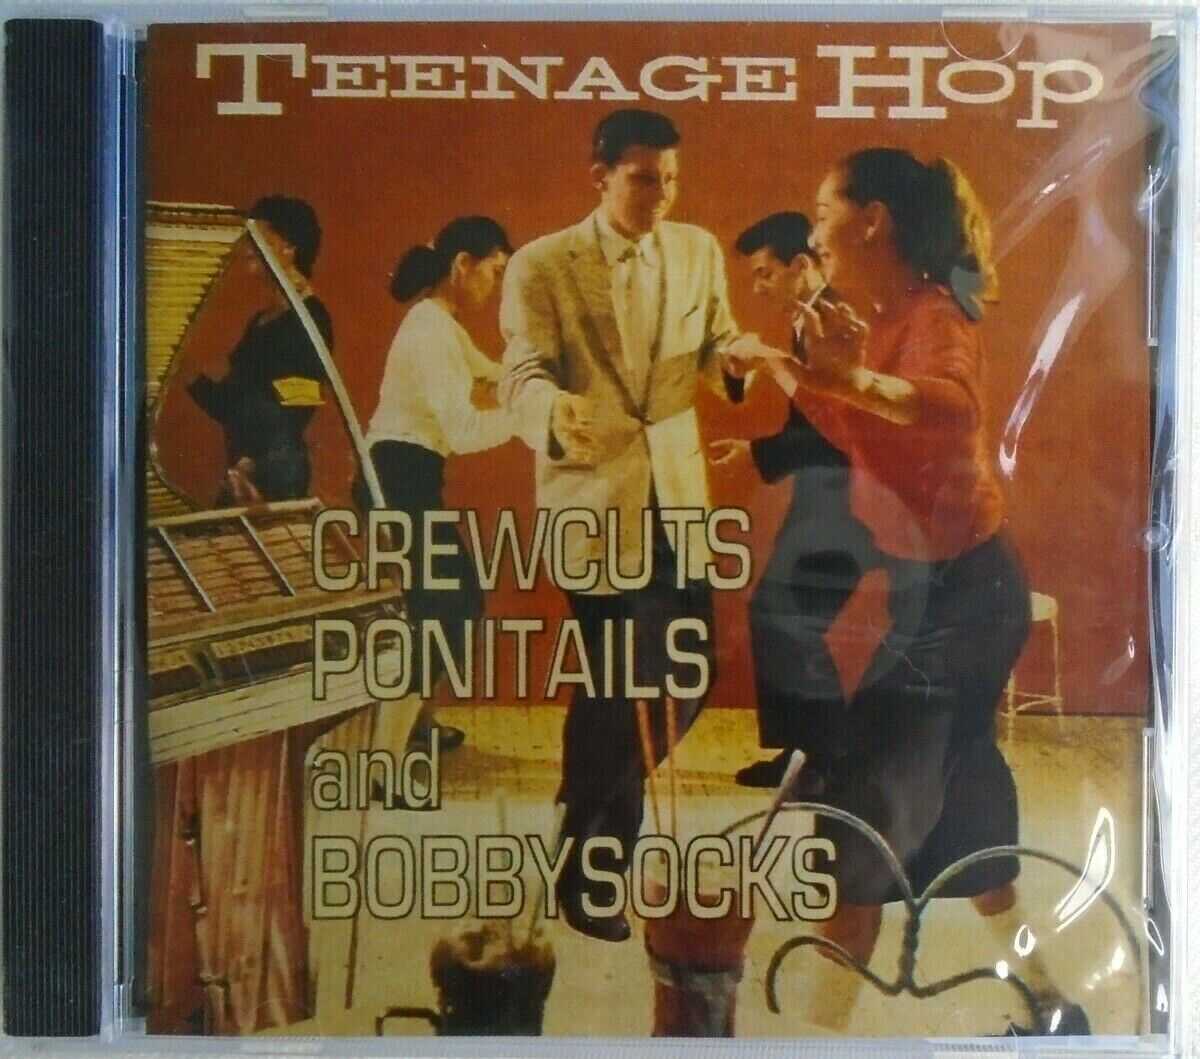 TEENAGE HOP
CREWCUTS
PONITAILS
and
BOBBYSOCKS